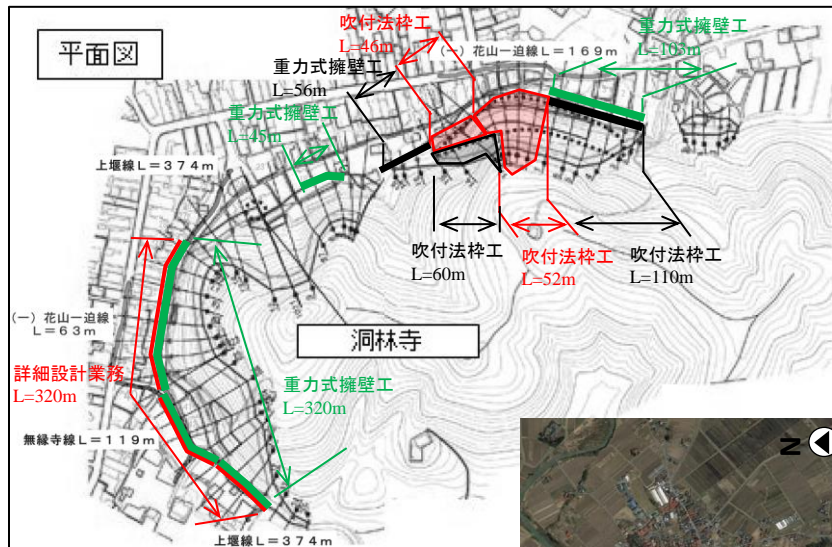 平面図
吹付法枠工
L=46m
重力式擁壁工
L=105m
(一)花山一迫線L=169m
重力式擁壁工
L=56m
重力式擁壁工
L=45m
上堰線L=374m
吹付法枠工
L=60m
吹付法枠工
L=52m
吹付法枠工
L=110m
(一)花山一迫線
L=63m
洞林寺
詳細設計業務
L=320m
重力式擁壁工
L=320m
無縁寺線L=119m
上堰線L=374m
N